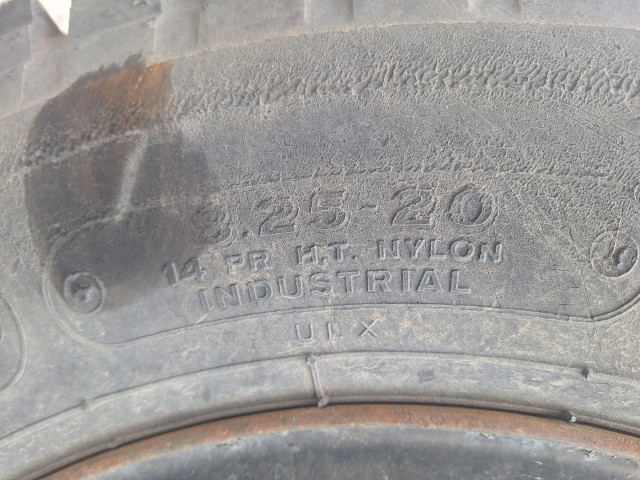 8.25-20
14 PR H.T. NYLON
INDUSTRIAL